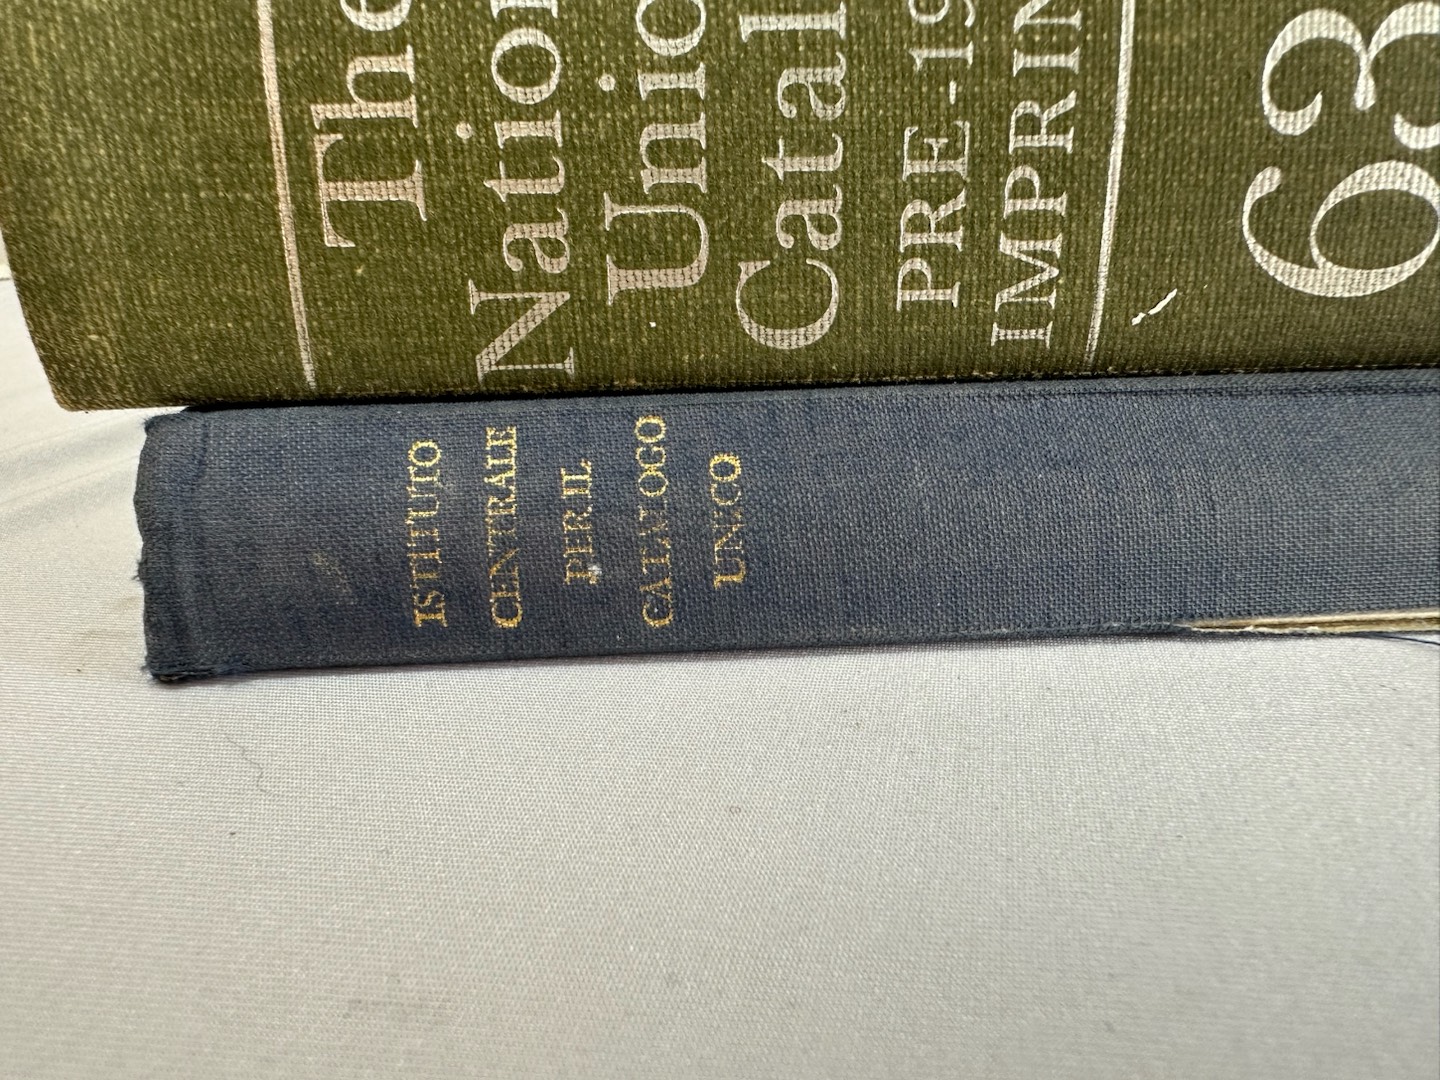 The
Nation
Unio
Catal
PRE-19
IMPRIN
63
ISTITUTO
CENTRALE
PER IL
CATALOGO
UNICO